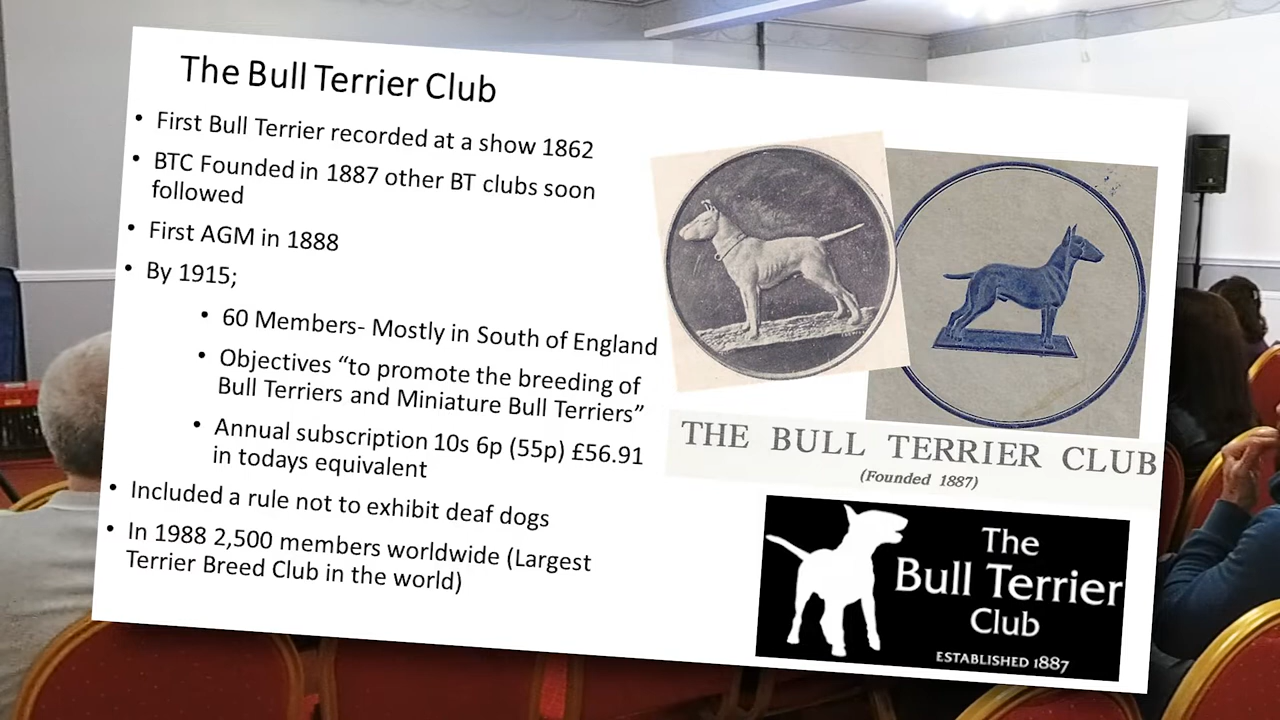 The Bull Terrier Club
• First Bull Terrier recorded at a show 1862
• BTC Founded in 1887 other BT clubs soon
followed
• First AGM in 1888
• By 1915;
• 60 Members- Mostly in South of England
• Objectives “to promote the breeding of
Bull Terriers and Miniature Bull Terriers”
• Annual subscription 10s 6p (55p) £56.91
in todays equivalent
• Included a rule not to exhibit deaf dogs
• In 1988 2,500 members worldwide (Largest
Terrier Breed Club in the world)
THE BULL TERRIER CLUB
(Founded 1887)
The
Bull Terrier
Club
ESTABLISHED 1887